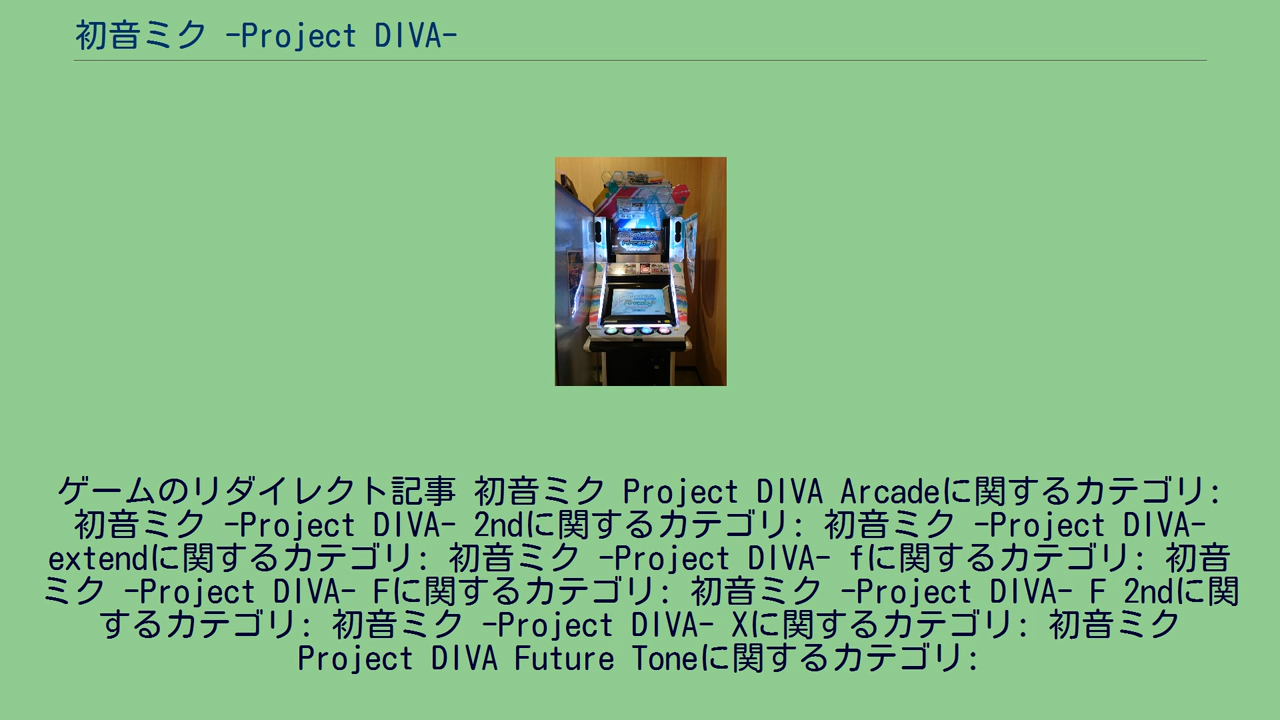 初音ミク -Project DIVA-
ゲームのリダイレクト記事 初音ミク Project DIVA Arcadeに関するカテゴリ:
初音ミク -Project DIVA- 2ndに関するカテゴリ: 初音ミク -Project DIVA-
extendに関するカテゴリ: 初音ミク -Project DIVA- fに関するカテゴリ: 初音
ミク -Project DIVA- Fに関するカテゴリ: 初音ミク -Project DIVA- F 2ndに関
するカテゴリ: 初音ミク -Project DIVA- Xに関するカテゴリ: 初音ミク
Project DIVA Future Toneに関するカテゴリ: